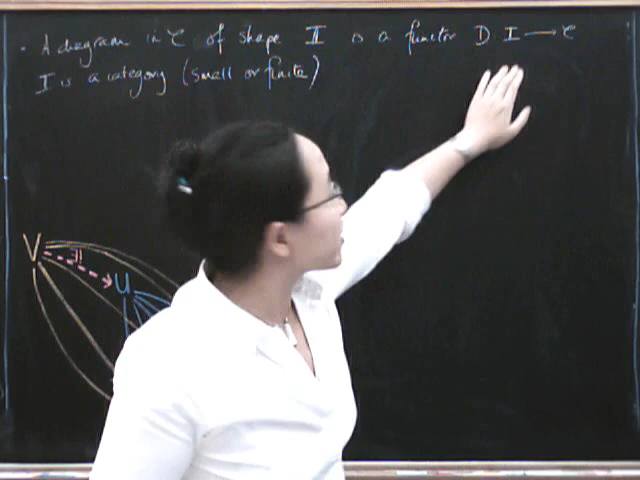 · A diagram in C of shape I is a functor D I → C
I is a category (small or finite)
V
∃!
U